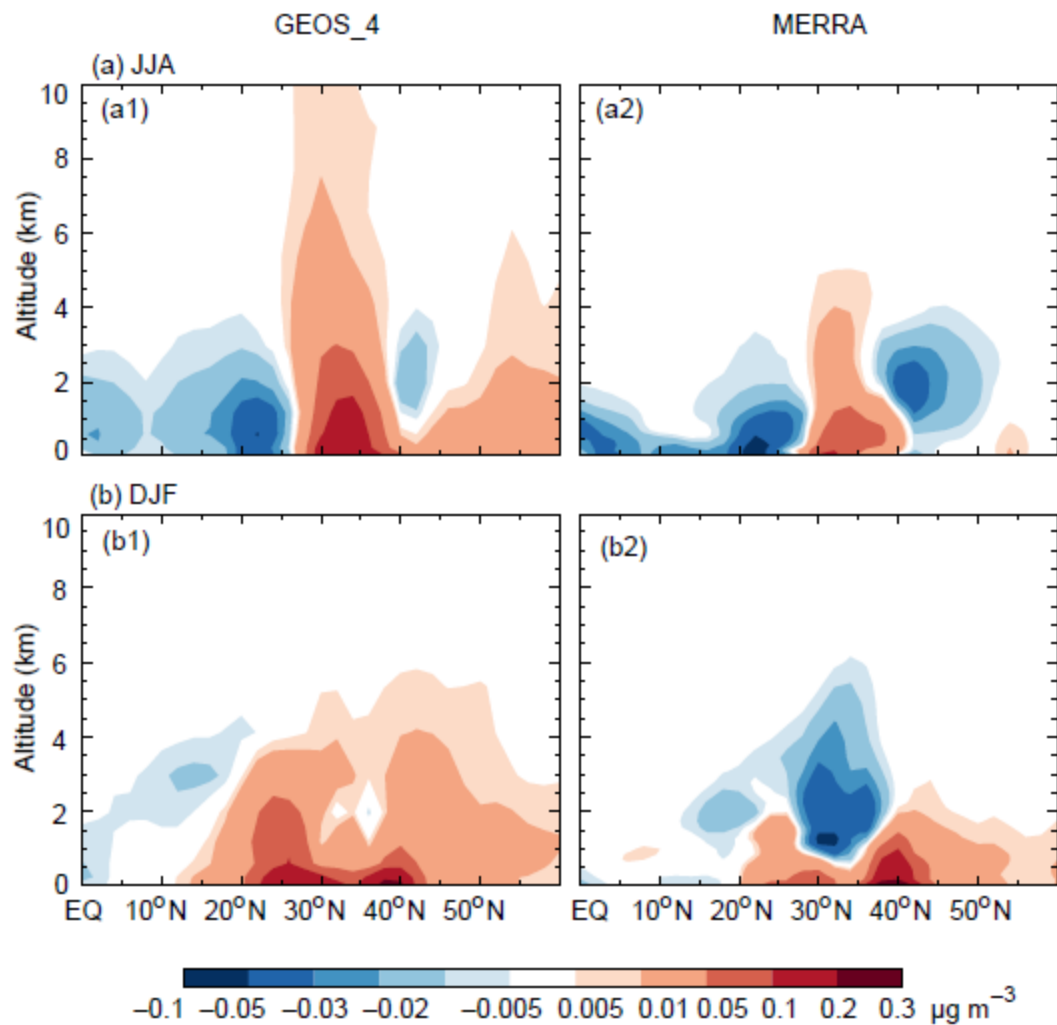 GEOS_4 MERRA
(a) JJA
(a1) (a2)
10
8
6
4
2
0
Altitude (km)
(b) DJF
(b1) (b2)
10
8
6
4
2
0
Altitude (km)
EQ 10°N 20°N 30°N 40°N 50°N EQ 10°N 20°N 30°N 40°N 50°N
–0.1 –0.05 –0.03 –0.02 –0.005 0.005 0.01 0.05 0.1 0.2 0.3 µg m⁻³